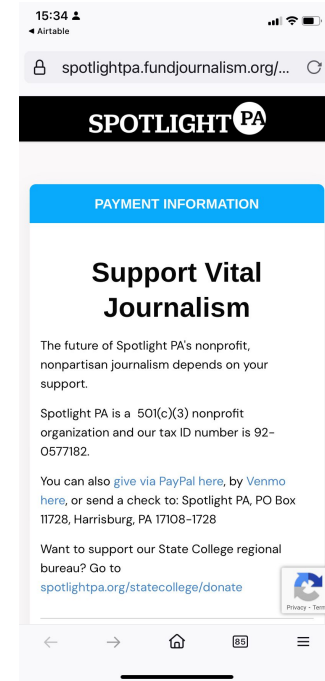 15:34
◀ Airtable
spotlightpa.fundjournalism.org/...
SPOTLIGHT PA
PAYMENT INFORMATION
Support Vital
Journalism
The future of Spotlight PA's nonprofit,
nonpartisan journalism depends on your
support.
Spotlight PA is a 501(c)(3) nonprofit
organization and our tax ID number is 92-
0577182.
You can also give via PayPal here, by Venmo
here, or send a check to: Spotlight PA, PO Box
11728, Harrisburg, PA 17108-1728
Want to support our State College regional
bureau? Go to
spotlightpa.org/statecollege/donate
Privacy - Term
85